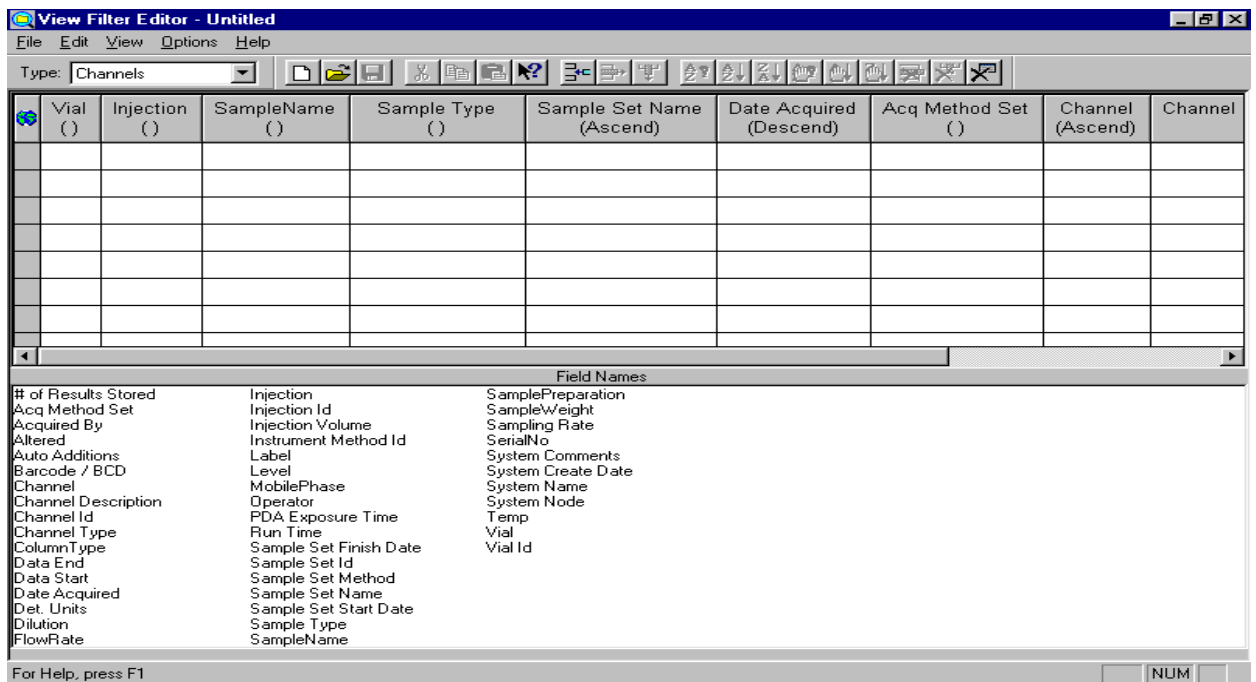 View Filter Editor - Untitled
File Edit View Options Help
Type: Channels
Vial Injection SampleName Sample Type Sample Set Name Date Acquired Acq Method Set Channel Channel
( ) ( ) ( ) ( ) (Ascend) (Descend) ( ) (Ascend)
Field Names
# of Results Stored Injection SamplePreparation
Acq Method Set Injection Id SampleWeight
Acquired By Injection Volume Sampling Rate
Altered Instrument Method Id SerialNo
Auto Additions Label System Comments
Barcode / BCD Level System Create Date
Channel MobilePhase System Name
Channel Description Operator System Node
Channel Id PDA Exposure Time Temp
Channel Type Run Time Vial
ColumnType Sample Set Finish Date Vial Id
Data End Sample Set Id
Data Start Sample Set Method
Date Acquired Sample Set Name
Det. Units Sample Set Start Date
Dilution Sample Type
FlowRate SampleName
For Help, press F1 NUM